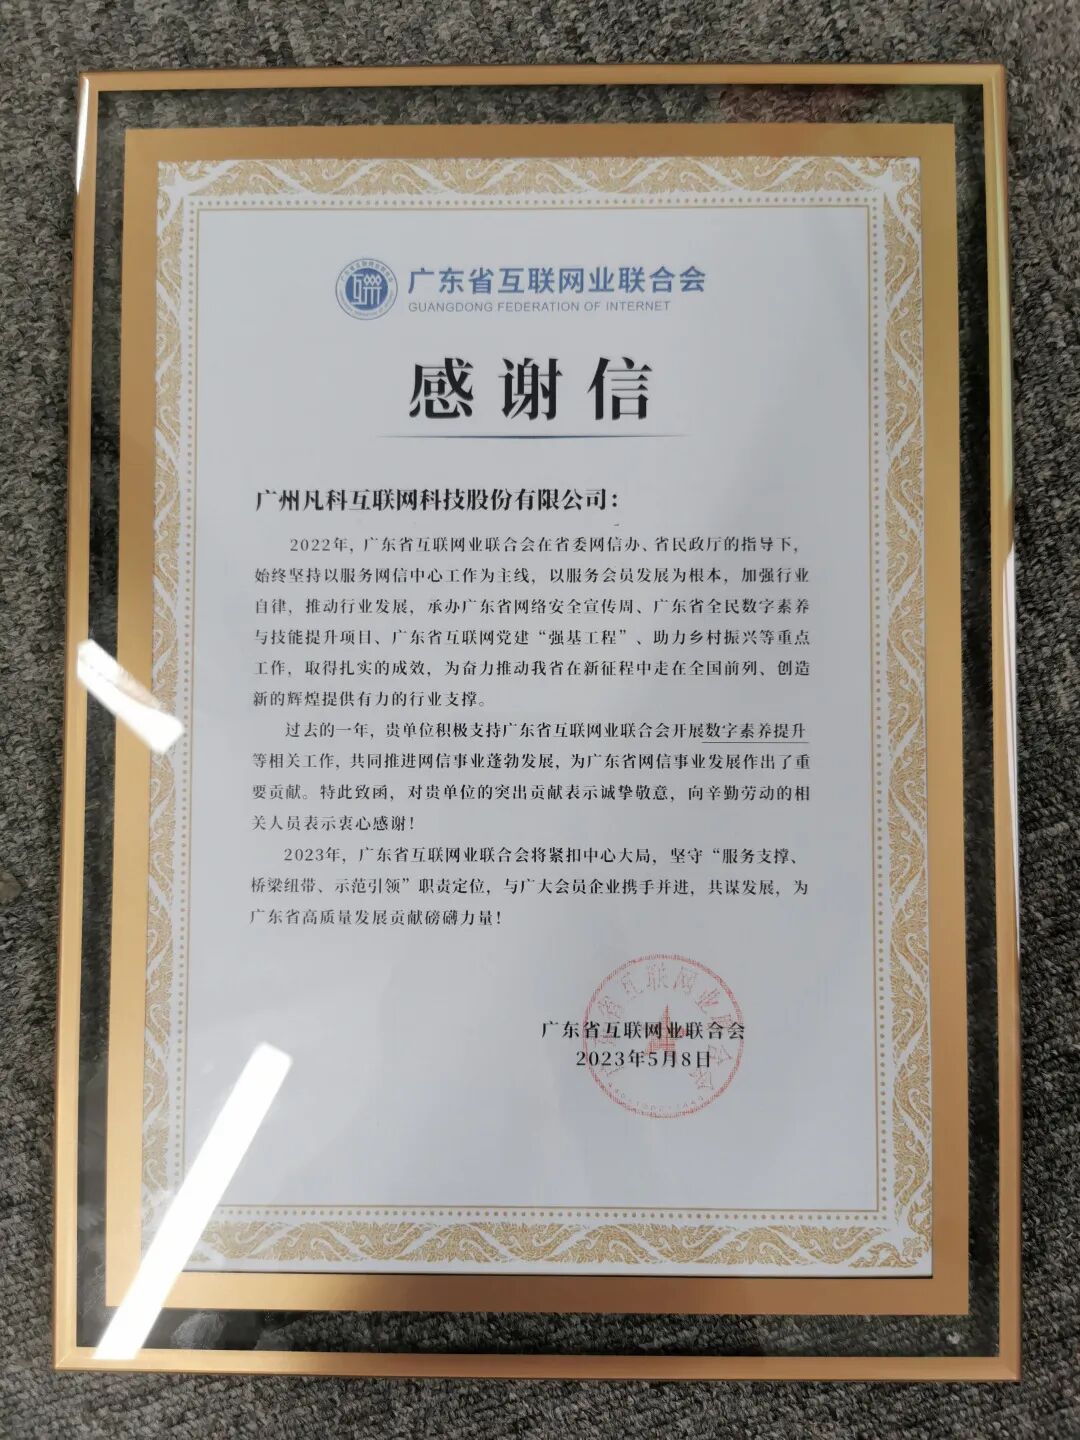 广东省互联网业联合会
GUANGDONG FEDERATION OF INTERNET
感谢信
广州凡科互联网科技股份有限公司：
2022年，广东省互联网业联合会在省委网信办、省民政厅的指导下，
始终坚持以服务网信中心工作为主线，以服务会员发展为根本，加强行业
自律，推动行业发展，承办广东省网络安全宣传周、广东省全民数字素养
与技能提升项目、广东省互联网党建“强基工程”、助力乡村振兴等重点
工作，取得扎实的成效，为奋力推动我省在新征程中走在全国前列、创造
新的辉煌提供有力的行业支撑。
过去的一年，贵单位积极支持广东省互联网业联合会开展数字素养提升
等相关工作，共同推进网信事业蓬勃发展，为广东省网信事业发展作出了重
要贡献。特此致函，对贵单位的突出贡献表示诚挚敬意，向辛勤劳动的相
关人员表示衷心感谢！
2023年，广东省互联网业联合会将紧扣中心大局，坚守“服务支撑、
桥梁纽带、示范引领”职责定位，与广大会员企业携手并进，共谋发展，为
广东省高质量发展贡献磅礴力量！
广东省互联网业联合会
2023年5月8日